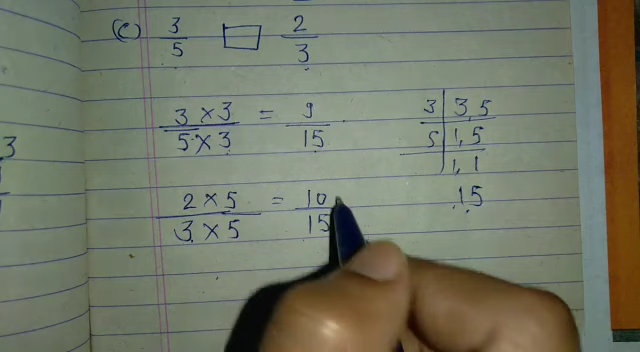 (C) 3/5 □ 2/3
3 × 3 / 5 × 3 = 9/15
2 × 5 / 3 × 5 = 10/15
3 | 3, 5
5 | 1, 5
1, 1
15
3